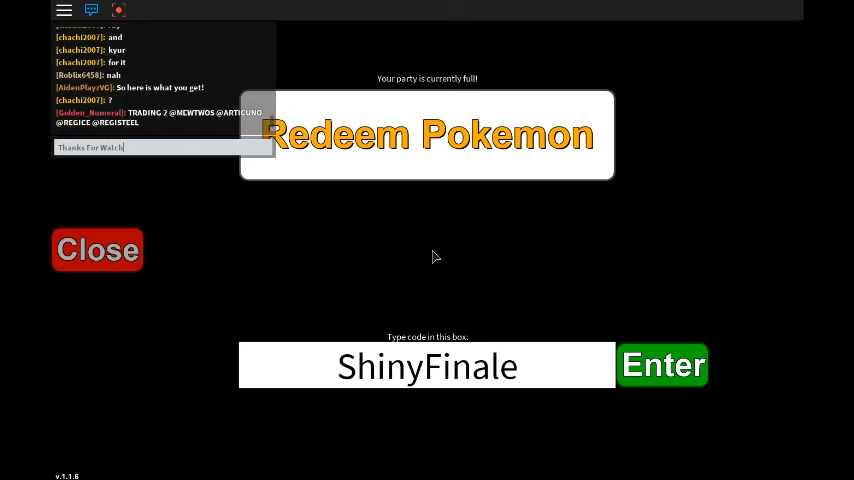 [chachi2007]: and
[chachi2007]: kyur
[chachi2007]: for it
[Roblix6458]: nah
[AidenPlayzVG]: So here is what you get!
[chachi2007]: ?
[Golden_Numeral]: TRADING 2 @MEWTWOS @ARTICUNO
@REGICE @REGISTEEL
Thanks For Watch
Your party is currently full!
Redeem Pokemon
Close
Type code in this box.
ShinyFinale
Enter
v.1.1.6